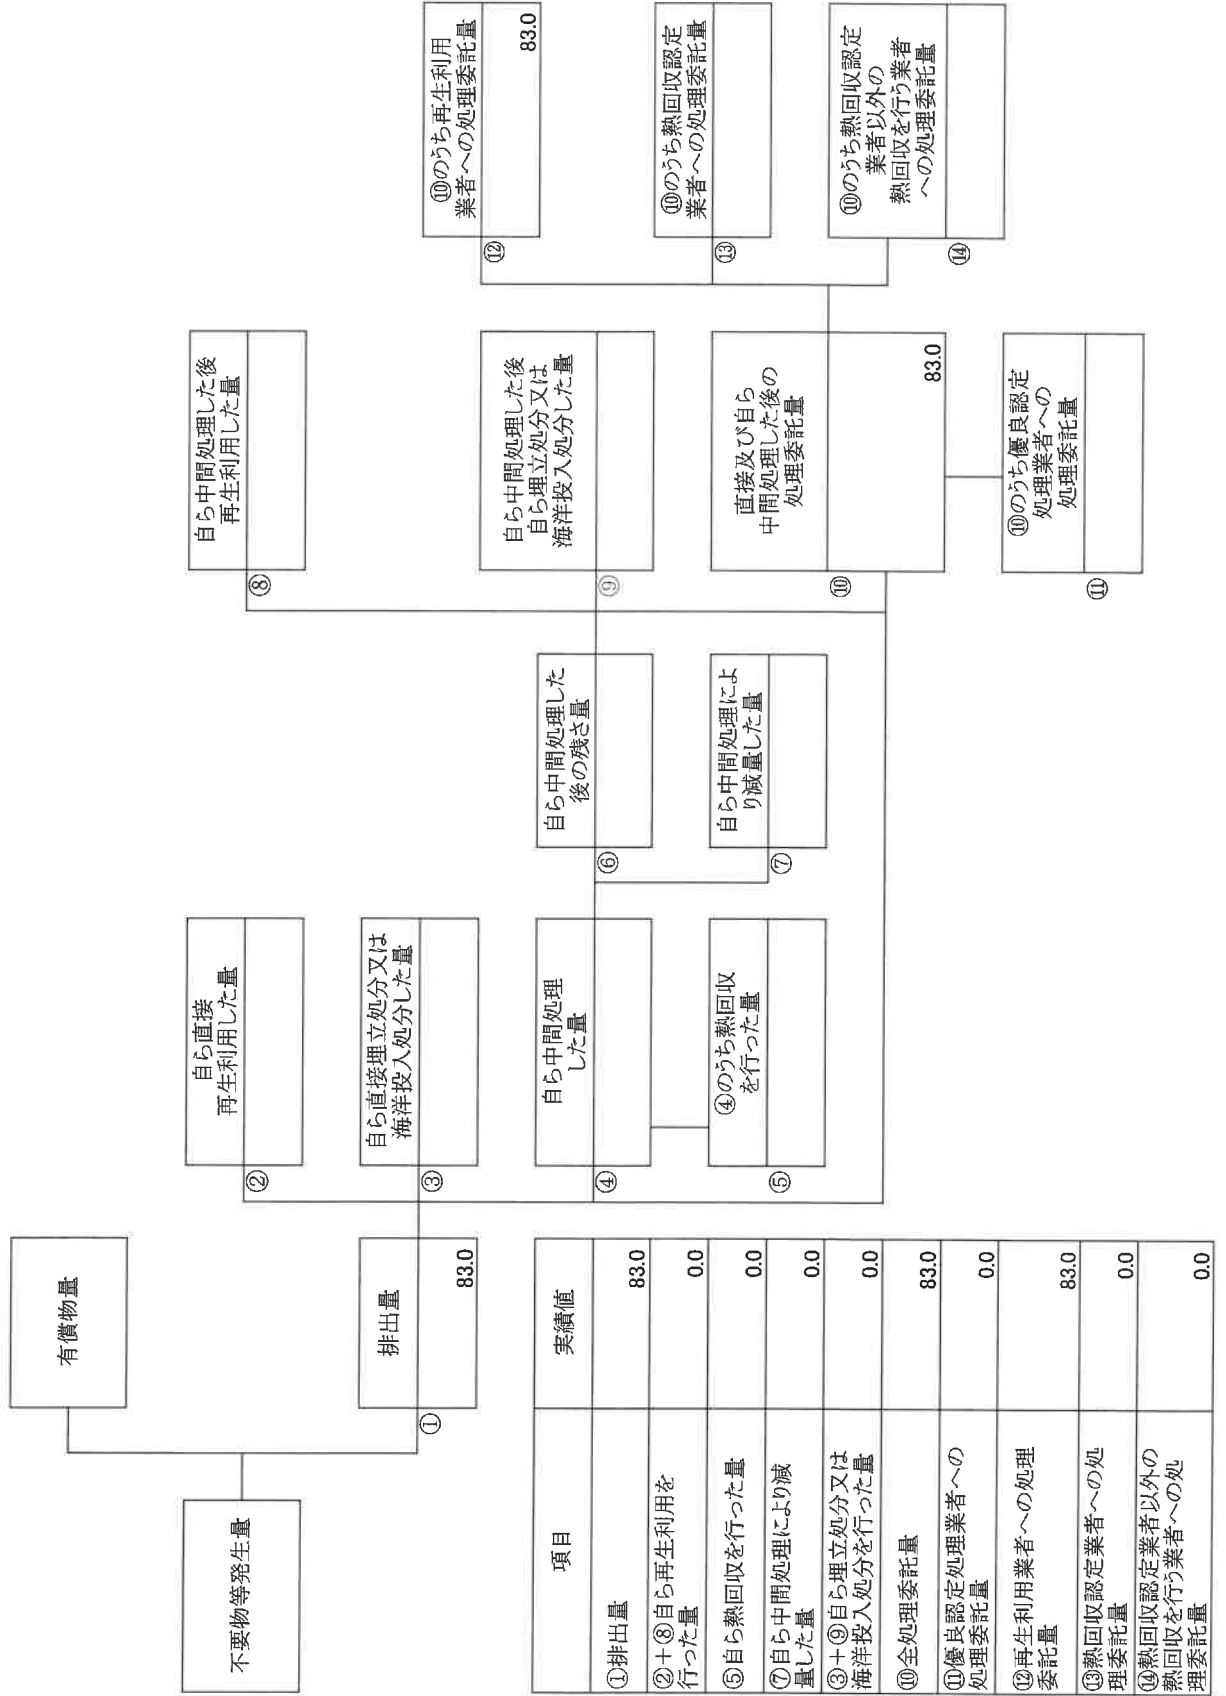 不要物等発生量
有償物量
①
排出量
83.0
②
自ら直接
再生利用した量
③
自ら直接埋立処分又は
海洋投入処分した量
④
自ら中間処理
した量
⑤
④のうち熱回収
を行った量
⑥
自ら中間処理した
後の残さ量
⑦
自ら中間処理によ
り減量した量
⑧
自ら中間処理した後
再生利用した量
⑨
自ら中間処理した後
自ら埋立処分又は
海洋投入処分した量
⑩
直接及び自ら
中間処理した後の
処理委託量
83.0
⑪
⑩のうち優良認定
処理業者への
処理委託量
⑫
⑩のうち再生利用
業者への処理委託量
83.0
⑬
⑩のうち熱回収認定
業者への処理委託量
⑭
⑩のうち熱回収認定
業者以外の
熱回収を行う業者
への処理委託量
項目 実績値
①排出量 83.0
②+⑧自ら再生利用を
行った量 0.0
⑤自ら熱回収を行った量 0.0
⑦自ら中間処理により減
量した量 0.0
③+⑨自ら埋立処分又は
海洋投入処分を行った量 0.0
⑩全処理委託量 83.0
⑪優良認定処理業者への
処理委託量 0.0
⑫再生利用業者への処理
委託量 83.0
⑬熱回収認定業者への処
理委託量 0.0
⑭熱回収認定業者以外の
熱回収を行う業者への処
理委託量 0.0